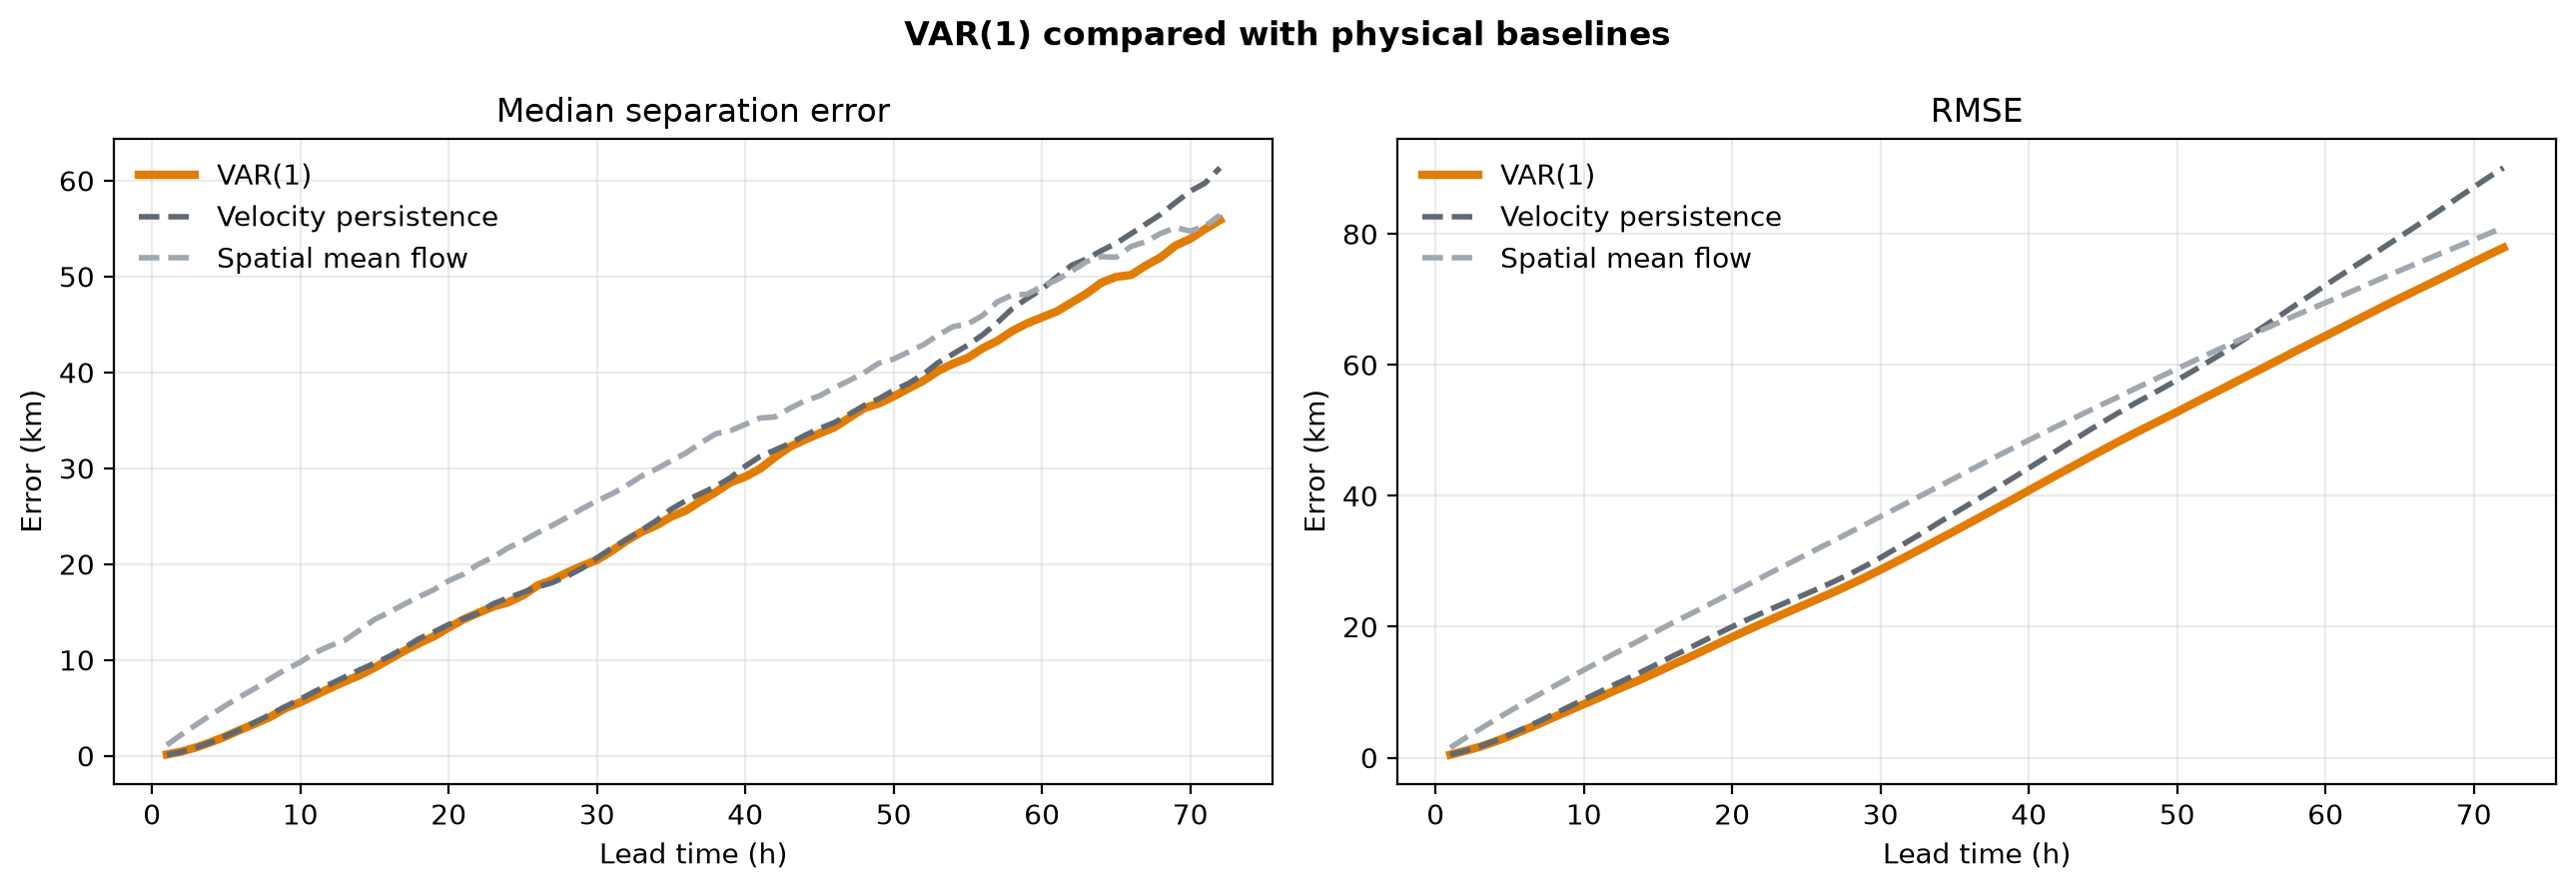 VAR(1) compared with physical baselines
Median separation error
VAR(1)
Velocity persistence
Spatial mean flow
60
50
40
30
20
10
0
Error (km)
0 10 20 30 40 50 60 70
Lead time (h)
RMSE
VAR(1)
Velocity persistence
Spatial mean flow
80
60
40
20
0
Error (km)
0 10 20 30 40 50 60 70
Lead time (h)